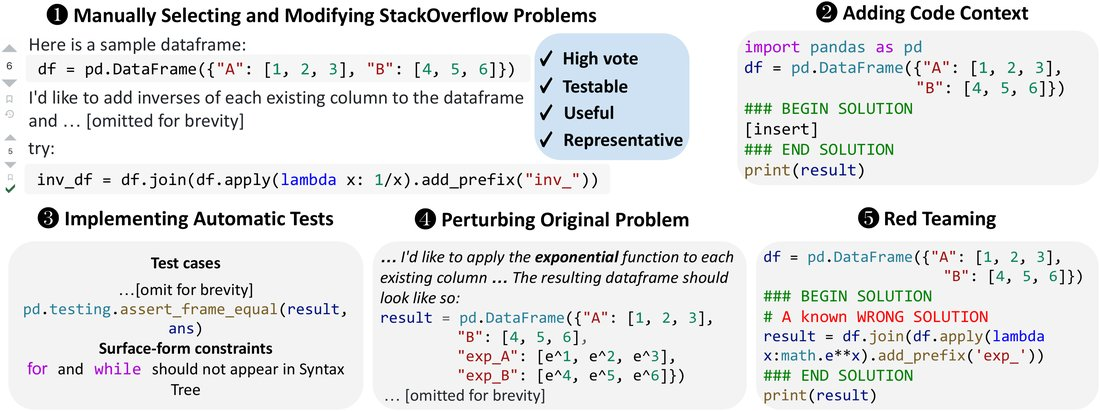 ❶ Manually Selecting and Modifying StackOverflow Problems
Here is a sample dataframe:
6
df = pd.DataFrame({"A": [1, 2, 3], "B": [4, 5, 6]})
I'd like to add inverses of each existing column to the dataframe
and … [omitted for brevity]
5
try:
inv_df = df.join(df.apply(lambda x: 1/x).add_prefix("inv_"))
✓ High vote
✓ Testable
✓ Useful
✓ Representative
❷ Adding Code Context
import pandas as pd
df = pd.DataFrame({"A": [1, 2, 3],
"B": [4, 5, 6]})
### BEGIN SOLUTION
[insert]
### END SOLUTION
print(result)
❸ Implementing Automatic Tests
Test cases
…[omit for brevity]
pd.testing.assert_frame_equal(result,
ans)
Surface-form constraints
for and while should not appear in Syntax
Tree
❹ Perturbing Original Problem
… I'd like to apply the exponential function to each
existing column … The resulting dataframe should
look like so:
result = pd.DataFrame({"A": [1, 2, 3],
"B": [4, 5, 6],
"exp_A": [e^1, e^2, e^3],
"exp_B": [e^4, e^5, e^6]})
… [omitted for brevity]
❺ Red Teaming
df = pd.DataFrame({"A": [1, 2, 3],
"B": [4, 5, 6]})
### BEGIN SOLUTION
# A known WRONG SOLUTION
result = df.join(df.apply(lambda
x:math.e**x).add_prefix('exp_'))
### END SOLUTION
print(result)